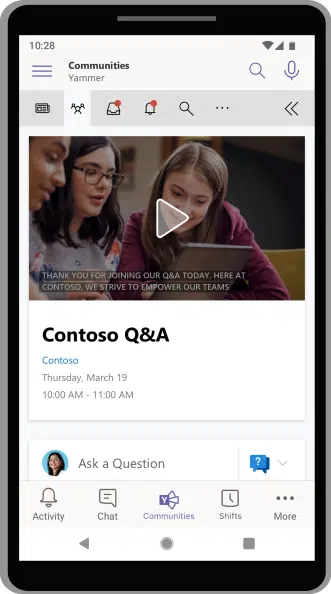 10:28
Communities
Yammer
THANK YOU FOR JOINING OUR Q&A TODAY. HERE AT
CONTOSO, WE STRIVE TO EMPOWER OUR TEAMS
Contoso Q&A
Contoso
Thursday, March 19
10:00 AM - 11:00 AM
Ask a Question
?
Activity
Chat
Communities
Shifts
More